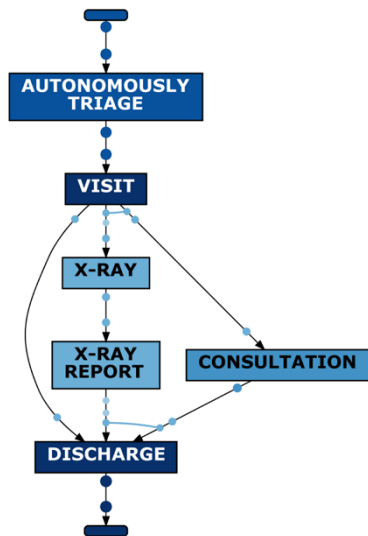 AUTONOMOUSLY
TRIAGE
VISIT
X-RAY
X-RAY
REPORT
CONSULTATION
DISCHARGE